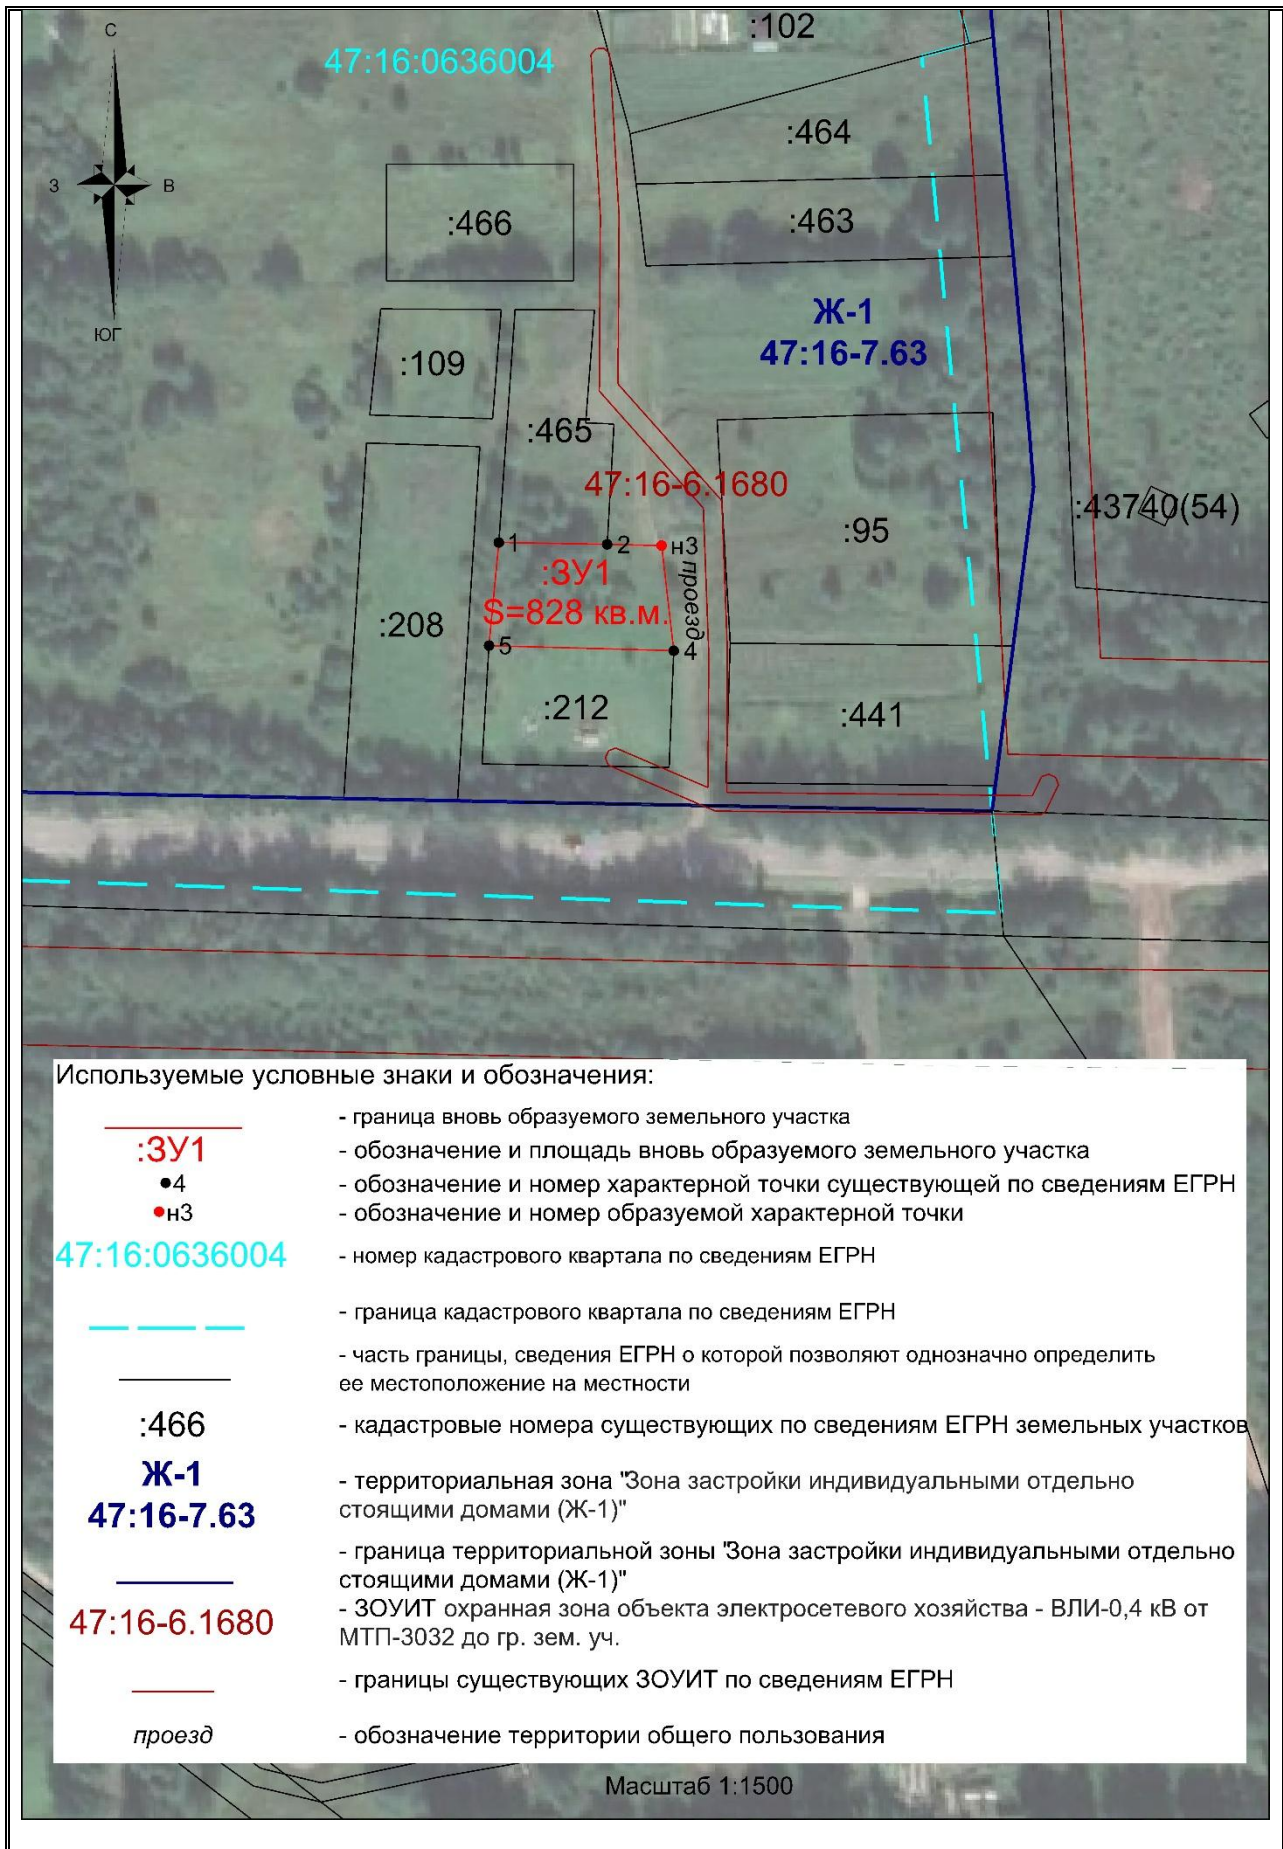 С
З
В
ЮГ
47:16:0636004
:102
:464
:466
:463
Ж-1
47:16-7.63
:109
:465
47:16-6.1680
:43740(54)
:95
1
2
н3
:ЗУ1
S=828 кв.м.
проезд
:208
5
4
:212
:441
Используемые условные знаки и обозначения:
- граница вновь образуемого земельного участка
:ЗУ1 - обозначение и площадь вновь образуемого земельного участка
4 - обозначение и номер характерной точки существующей по сведениям ЕГРН
н3 - обозначение и номер образуемой характерной точки
47:16:0636004 - номер кадастрового квартала по сведениям ЕГРН
- граница кадастрового квартала по сведениям ЕГРН
- часть границы, сведения ЕГРН о которой позволяют однозначно определить
ее местоположение на местности
:466 - кадастровые номера существующих по сведениям ЕГРН земельных участков
Ж-1
47:16-7.63
- территориальная зона "Зона застройки индивидуальными отдельно
стоящими домами (Ж-1)"
- граница территориальной зоны "Зона застройки индивидуальными отдельно
стоящими домами (Ж-1)"
47:16-6.1680
- ЗОУИТ охранная зона объекта электросетевого хозяйства - ВЛИ-0,4 кВ от
МТП-3032 до гр. зем. уч.
- границы существующих ЗОУИТ по сведениям ЕГРН
проезд - обозначение территории общего пользования
Масштаб 1:1500